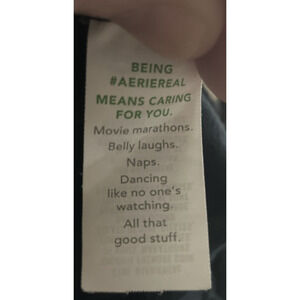 BEING
#AERIEREAL
MEANS CARING
FOR YOU.
Movie marathons.
Belly laughs.
Naps.
Dancing
like no one's
watching.
All that
good stuff.